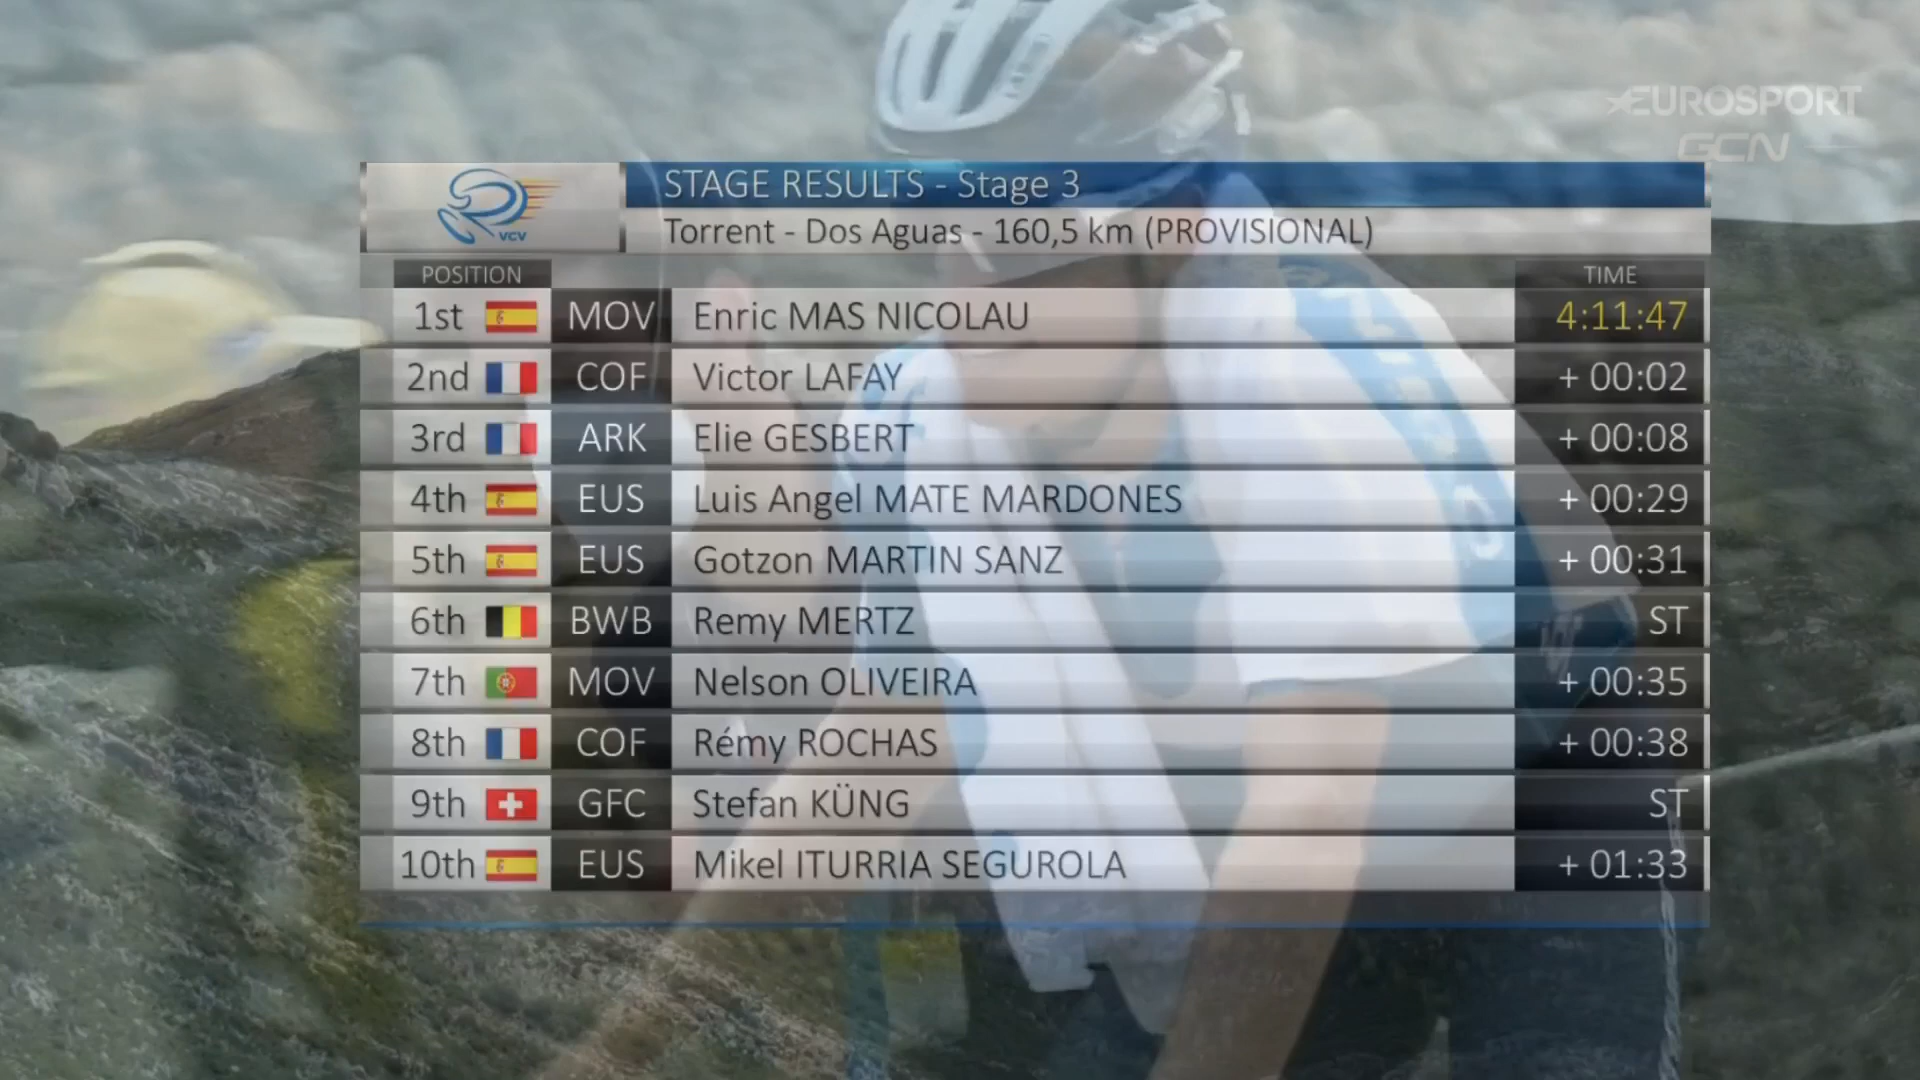 EUROSPORT
GCN
VCV
STAGE RESULTS - Stage 3
Torrent - Dos Aguas - 160,5 km (PROVISIONAL)
POSITION TIME
1st MOV Enric MAS NICOLAU 4:11:47
2nd COF Victor LAFAY + 00:02
3rd ARK Elie GESBERT + 00:08
4th EUS Luis Angel MATE MARDONES + 00:29
5th EUS Gotzon MARTIN SANZ + 00:31
6th BWB Remy MERTZ ST
7th MOV Nelson OLIVEIRA + 00:35
8th COF Rémy ROCHAS + 00:38
9th GFC Stefan KÜNG ST
10th EUS Mikel ITURRIA SEGUROLA + 01:33